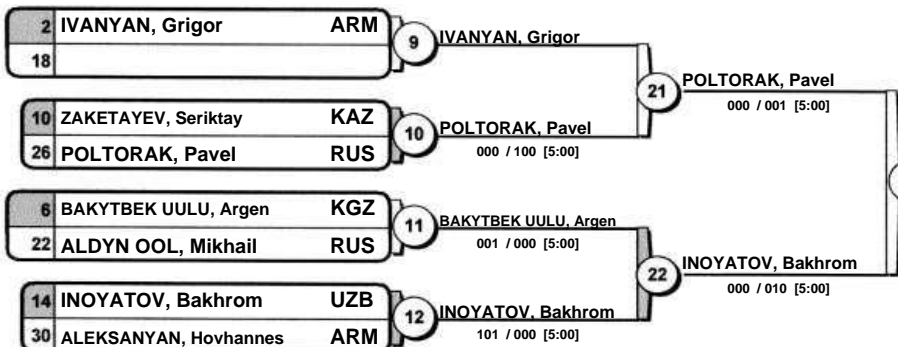 2 IVANYAN, Grigor ARM
18
9 IVANYAN, Grigor
21 POLTORAK, Pavel
000 / 001 [5:00]
10 ZAKETAYEV, Seriktay KAZ
26 POLTORAK, Pavel RUS
10 POLTORAK, Pavel
000 / 100 [5:00]
6 BAKYTBEK UULU, Argen KGZ
22 ALDYN OOL, Mikhail RUS
11 BAKYTBEK UULU, Argen
001 / 000 [5:00]
22 INOYATOV, Bakhrom
000 / 010 [5:00]
14 INOYATOV, Bakhrom UZB
30 ALEKSANYAN, Hovhannes ARM
12 INOYATOV, Bakhrom
101 / 000 [5:00]